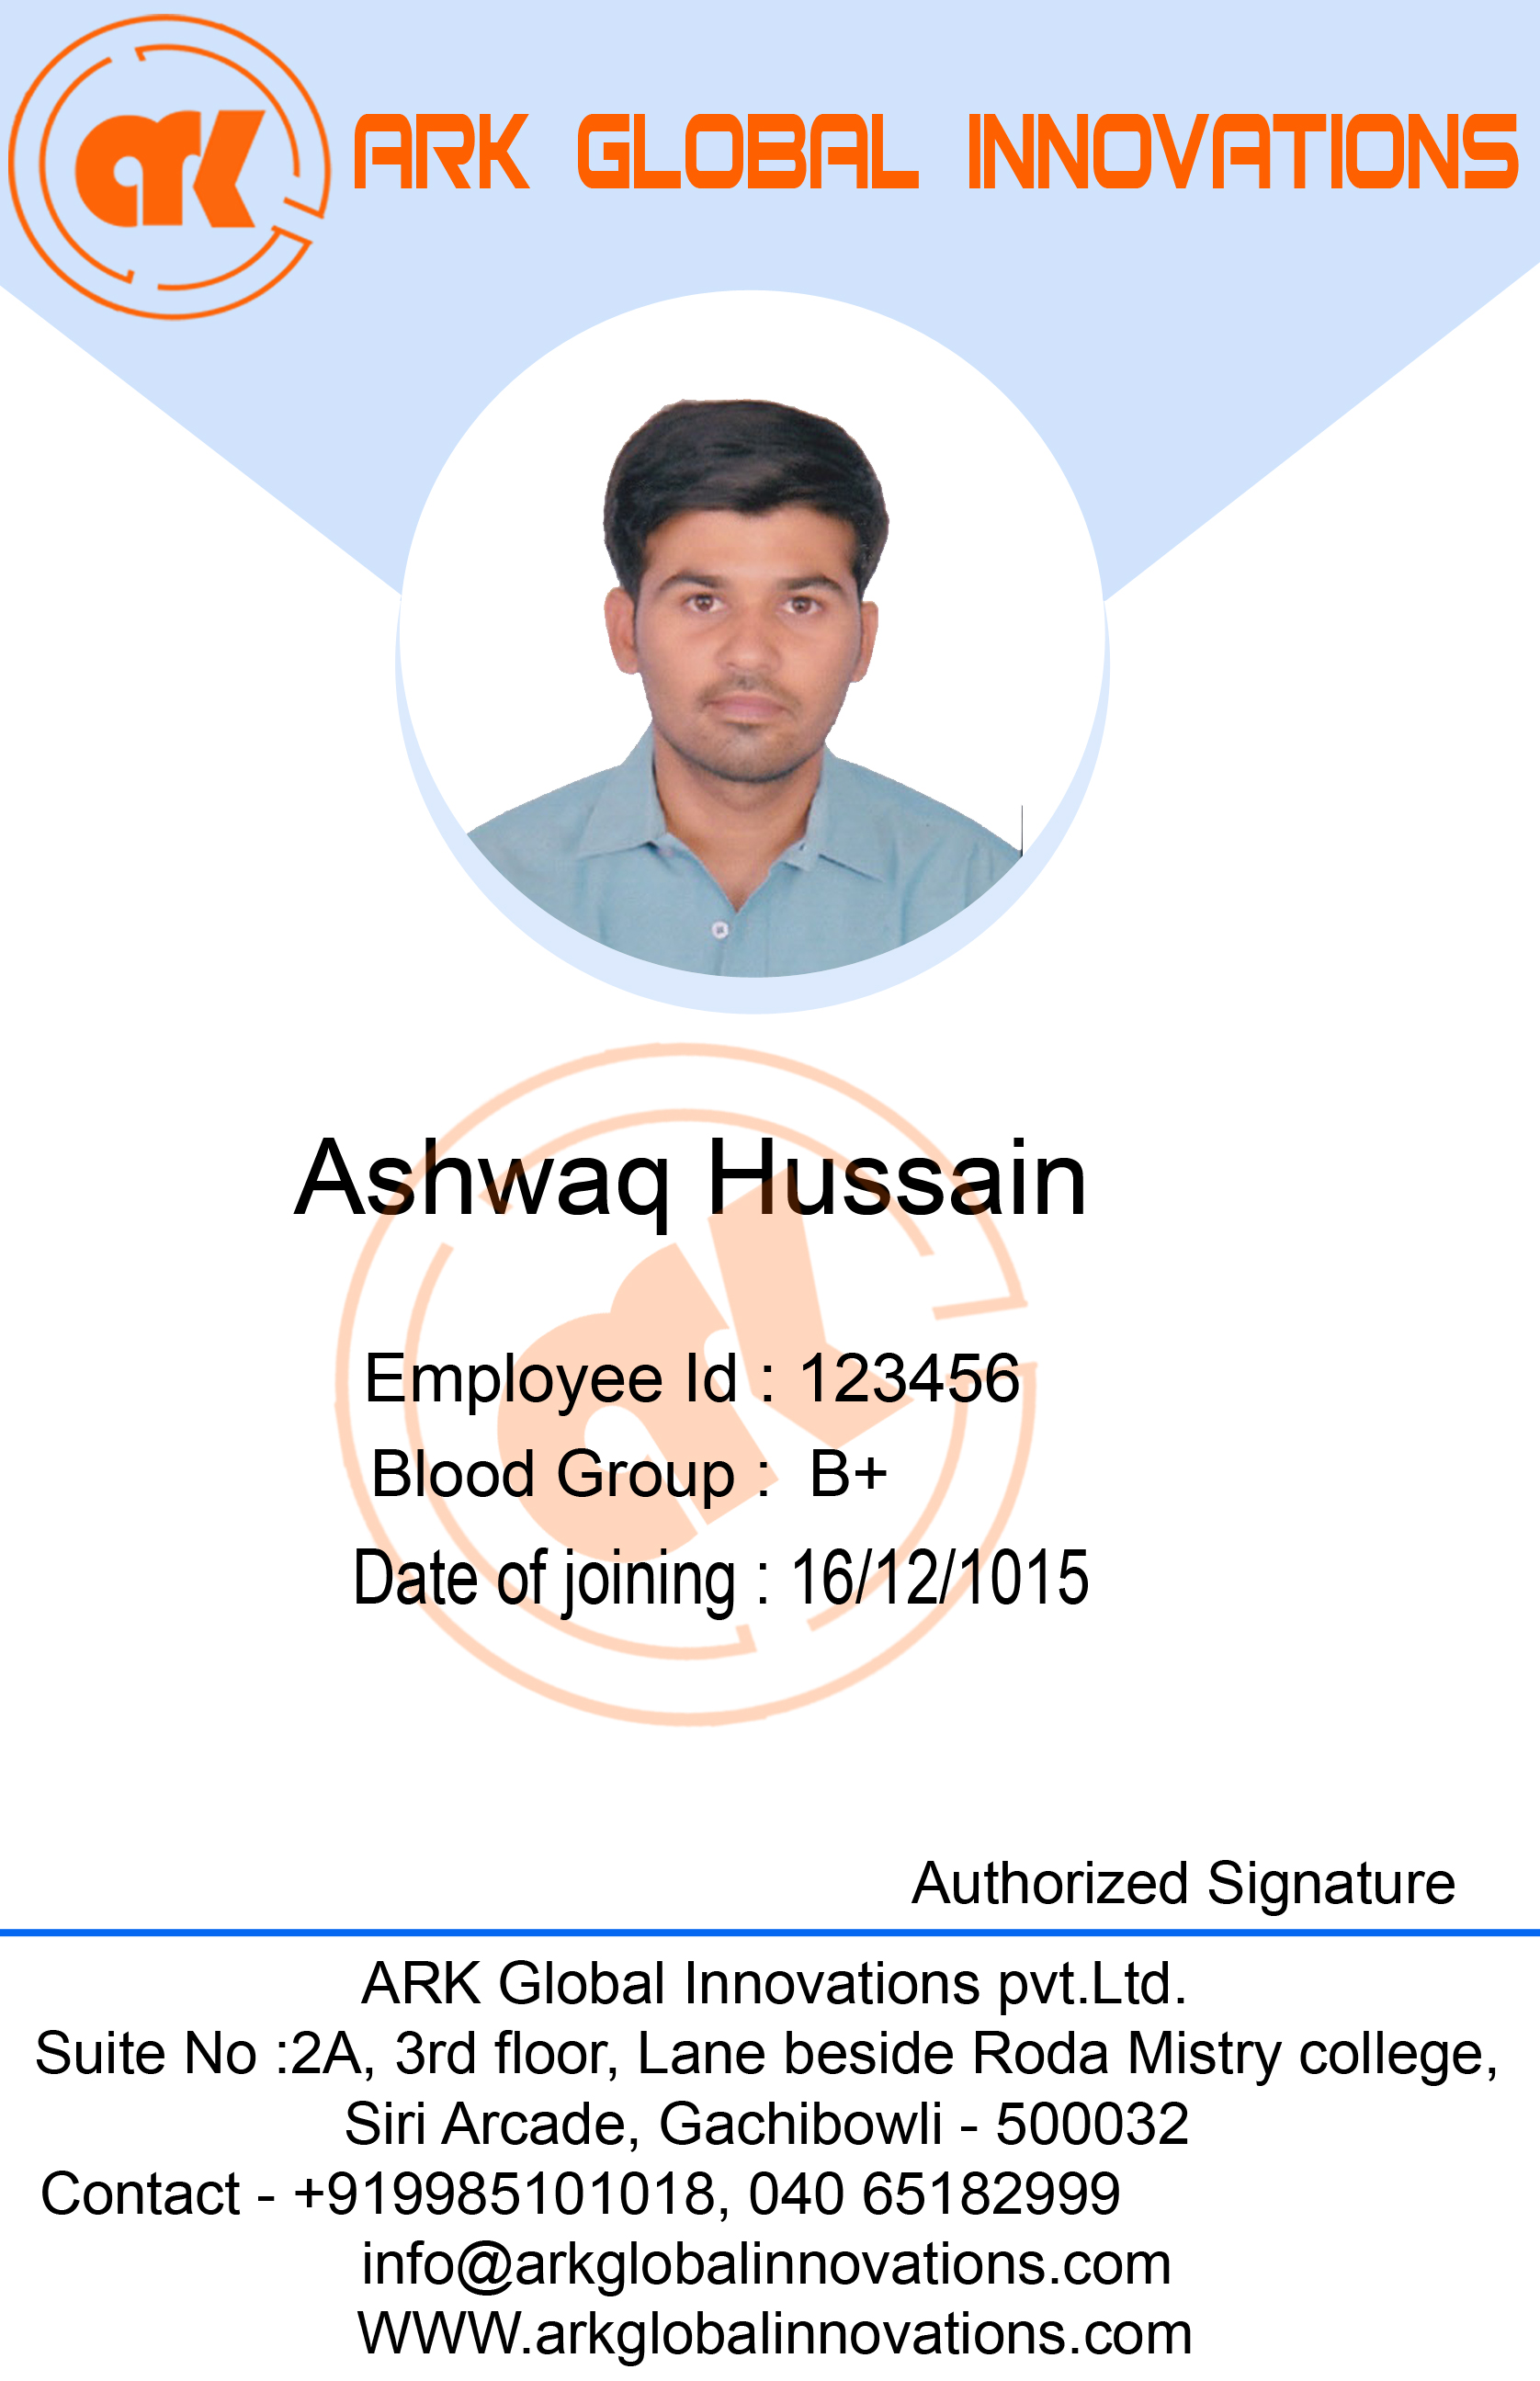 ark
ARK GLOBAL INNOVATIONS
Ashwaq Hussain
ark
Employee Id : 123456
Blood Group : B+
Date of joining : 16/12/1015
Authorized Signature
ARK Global Innovations pvt.Ltd.
Suite No :2A, 3rd floor, Lane beside Roda Mistry college,
Siri Arcade, Gachibowli - 500032
Contact - +919985101018, 040 65182999
info@arkglobalinnovations.com
WWW.arkglobalinnovations.com